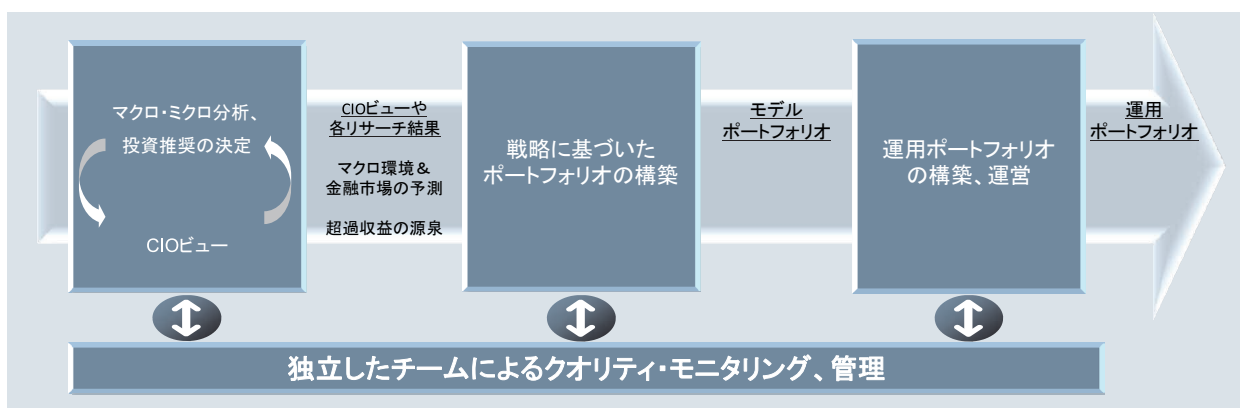 マクロ・ミクロ分析、
投資推奨の決定
CIOビュー
CIOビューや
各リサーチ結果
マクロ環境＆
金融市場の予測
超過収益の源泉
戦略に基づいた
ポートフォリオの構築
モデル
ポートフォリオ
運用ポートフォリオ
の構築、運営
運用
ポートフォリオ
独立したチームによるクオリティ・モニタリング、管理